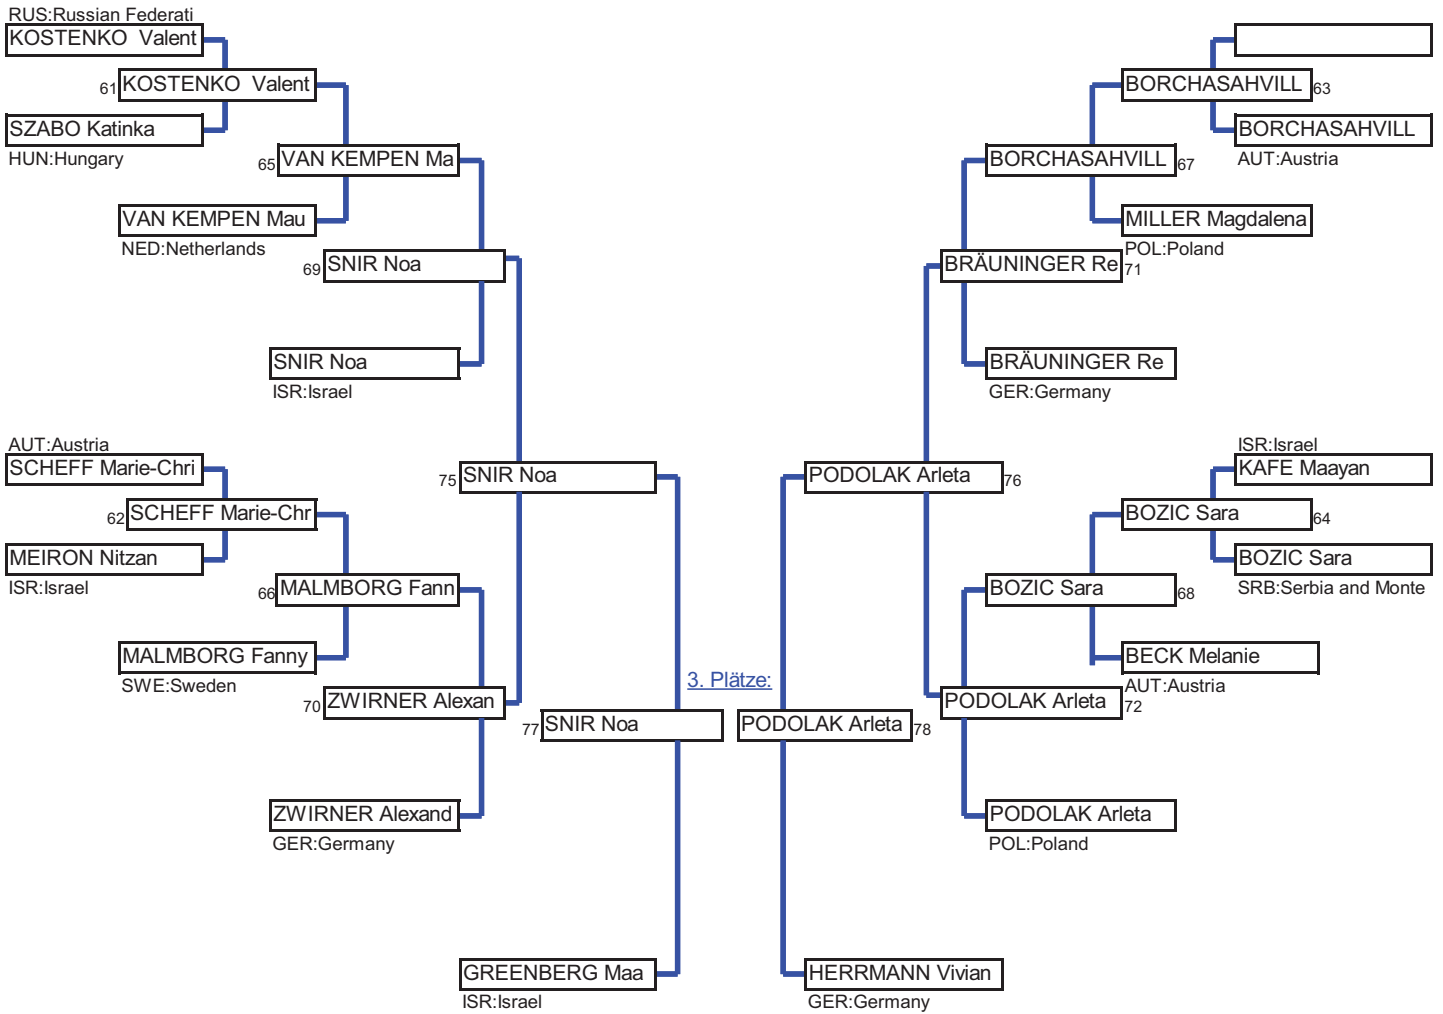 RUS:Russian Federati
KOSTENKO  Valent
61 KOSTENKO  Valent
SZABO Katinka
HUN:Hungary
65 VAN KEMPEN Ma
VAN KEMPEN Mau
NED:Netherlands
69 SNIR Noa
SNIR Noa
ISR:Israel
AUT:Austria
SCHEFF Marie-Chri
62 SCHEFF Marie-Chr
MEIRON Nitzan
ISR:Israel
66 MALMBORG Fann
MALMBORG Fanny
SWE:Sweden
70 ZWIRNER Alexan
ZWIRNER Alexand
GER:Germany
75 SNIR Noa
77 SNIR Noa
GREENBERG Maa
ISR:Israel
3. Plätze:
BORCHASAHVILL 63
BORCHASAHVILL
AUT:Austria
BORCHASAHVILL 67
MILLER Magdalena
POL:Poland
BRÄUNINGER Re 71
BRÄUNINGER Re
GER:Germany
PODOLAK Arleta 76
ISR:Israel
KAFE Maayan
BOZIC Sara 64
BOZIC Sara
SRB:Serbia and Monte
BOZIC Sara 68
BECK Melanie
AUT:Austria
PODOLAK Arleta 72
PODOLAK Arleta
POL:Poland
PODOLAK Arleta 78
HERRMANN Vivian
GER:Germany